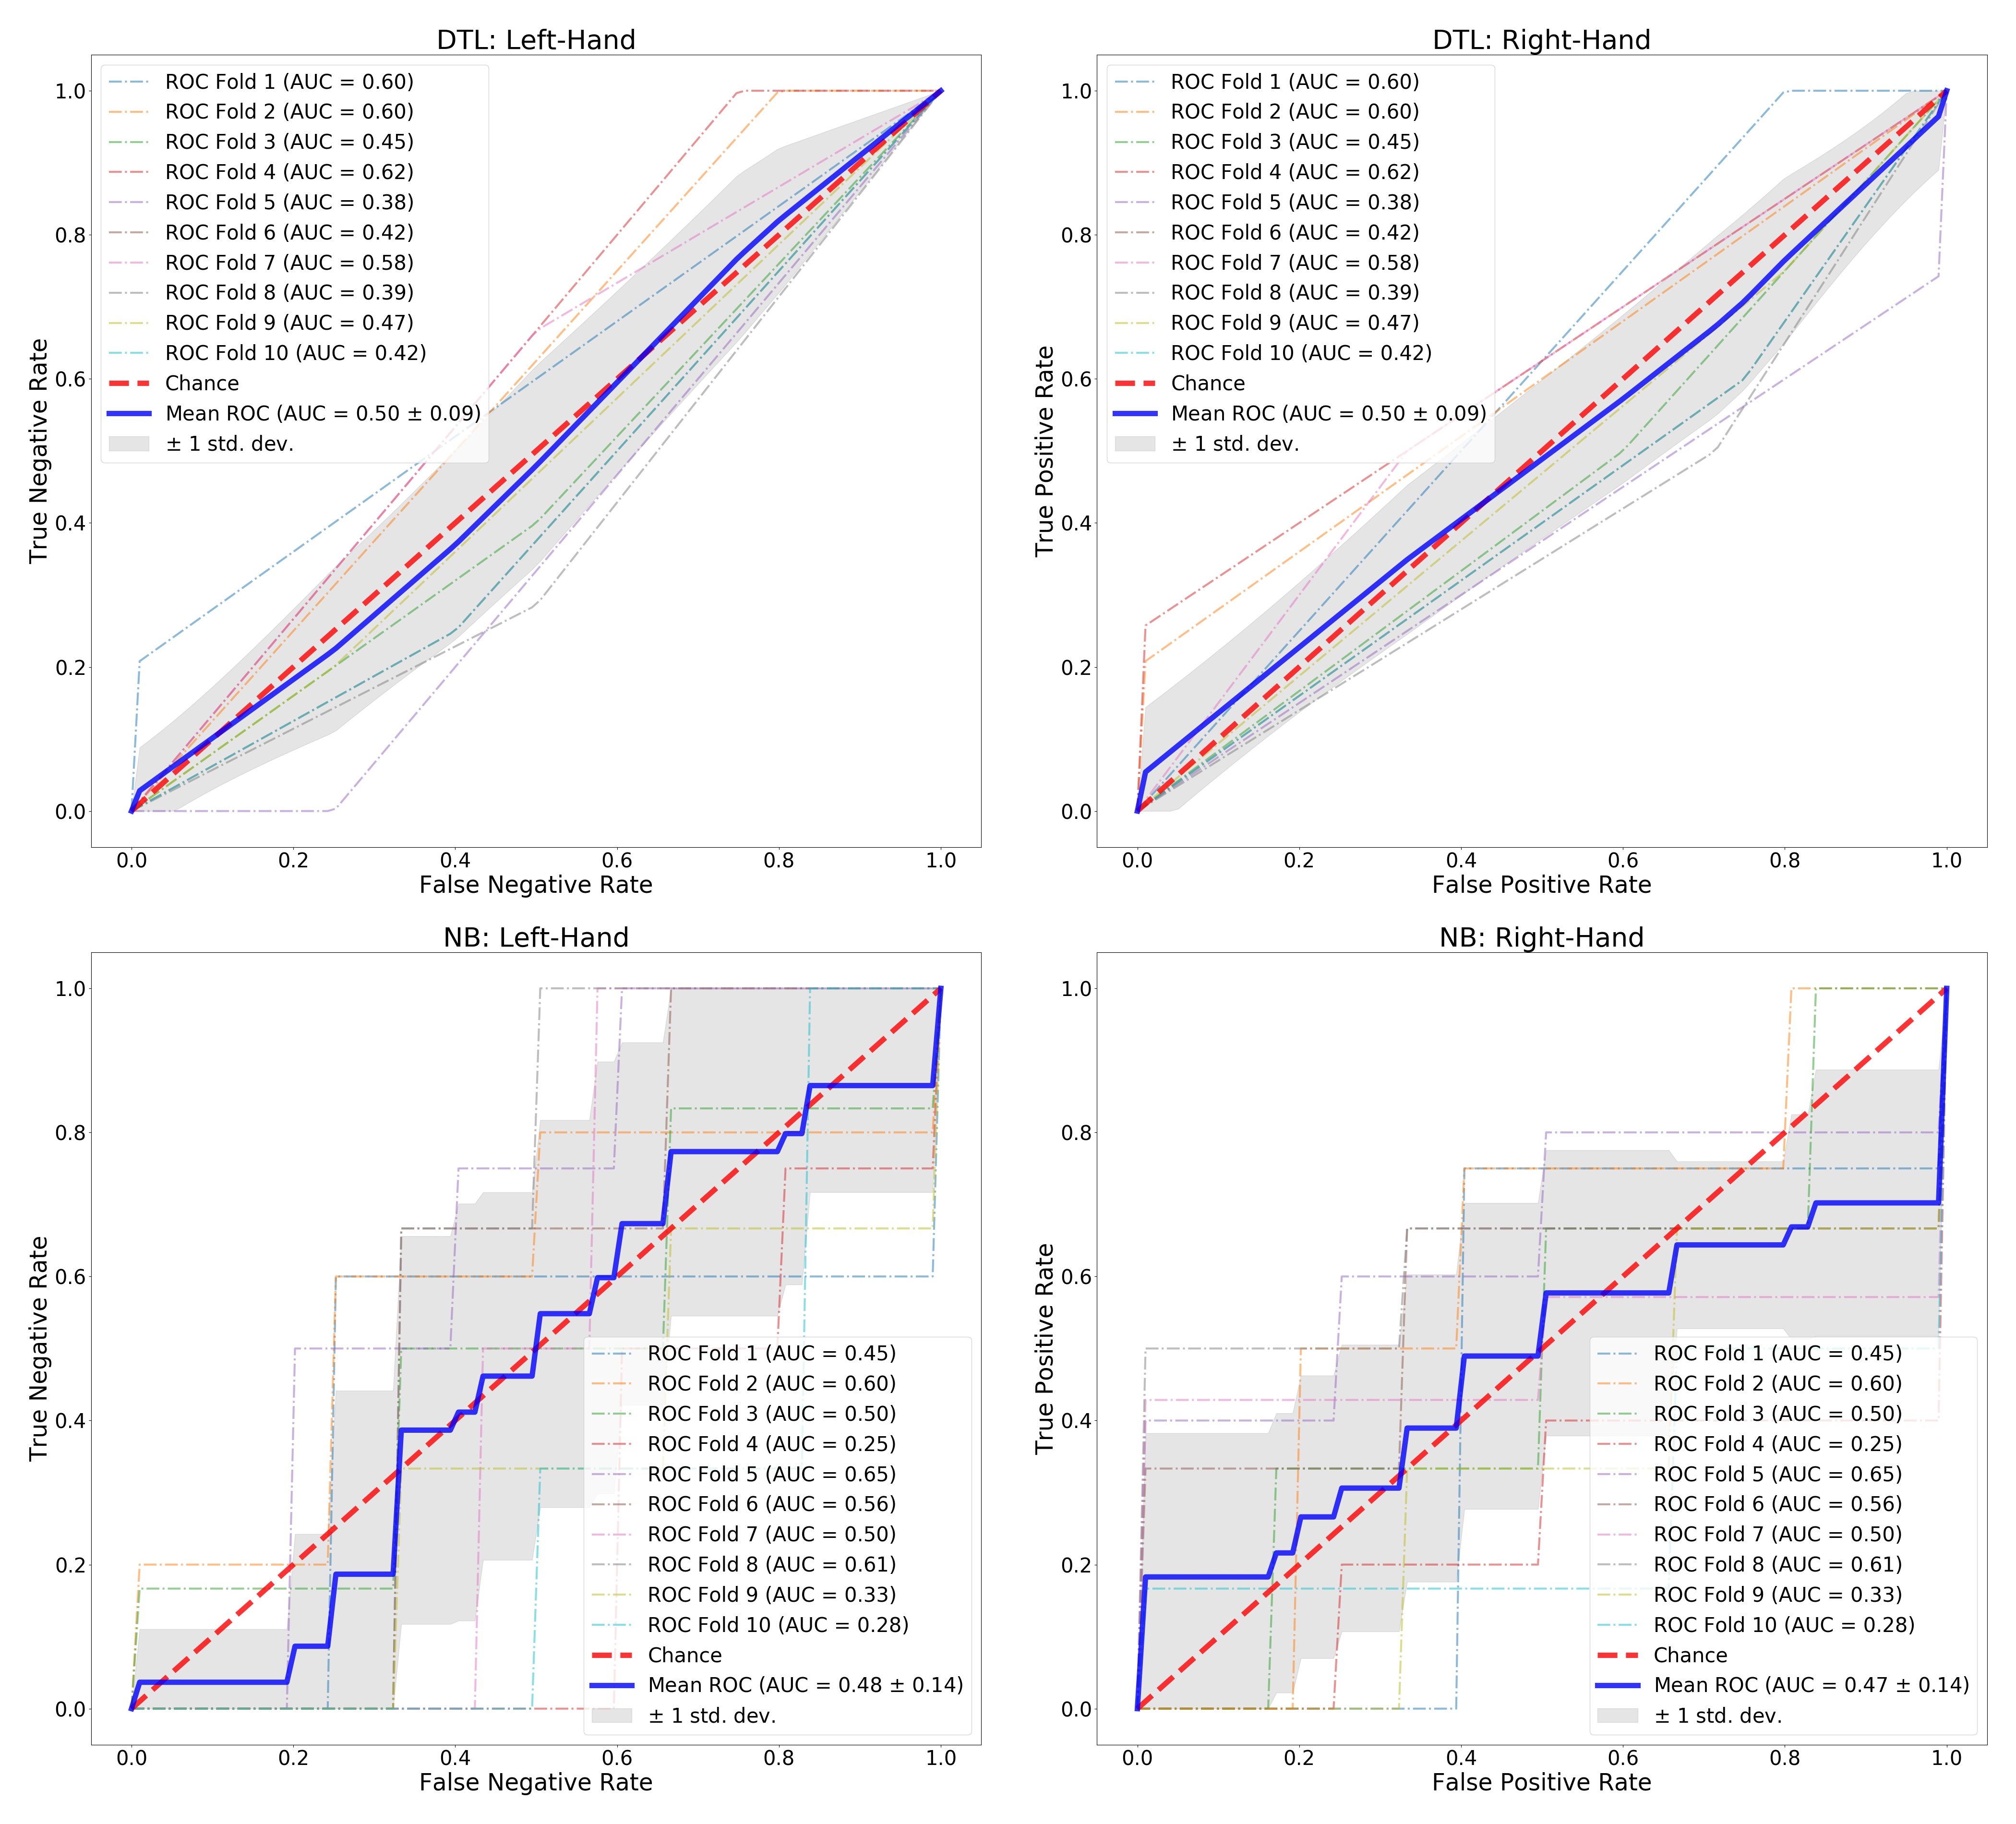 DTL: Left-Hand
True Negative Rate
1.0
0.8
0.6
0.4
0.2
0.0
ROC Fold 1 (AUC = 0.60)
ROC Fold 2 (AUC = 0.60)
ROC Fold 3 (AUC = 0.45)
ROC Fold 4 (AUC = 0.62)
ROC Fold 5 (AUC = 0.38)
ROC Fold 6 (AUC = 0.42)
ROC Fold 7 (AUC = 0.58)
ROC Fold 8 (AUC = 0.39)
ROC Fold 9 (AUC = 0.47)
ROC Fold 10 (AUC = 0.42)
Chance
Mean ROC (AUC = 0.50 ± 0.09)
± 1 std. dev.
0.0 0.2 0.4 0.6 0.8 1.0
False Negative Rate
DTL: Right-Hand
True Positive Rate
1.0
0.8
0.6
0.4
0.2
0.0
ROC Fold 1 (AUC = 0.60)
ROC Fold 2 (AUC = 0.60)
ROC Fold 3 (AUC = 0.45)
ROC Fold 4 (AUC = 0.62)
ROC Fold 5 (AUC = 0.38)
ROC Fold 6 (AUC = 0.42)
ROC Fold 7 (AUC = 0.58)
ROC Fold 8 (AUC = 0.39)
ROC Fold 9 (AUC = 0.47)
ROC Fold 10 (AUC = 0.42)
Chance
Mean ROC (AUC = 0.50 ± 0.09)
± 1 std. dev.
0.0 0.2 0.4 0.6 0.8 1.0
False Positive Rate
NB: Left-Hand
True Negative Rate
1.0
0.8
0.6
0.4
0.2
0.0
ROC Fold 1 (AUC = 0.45)
ROC Fold 2 (AUC = 0.60)
ROC Fold 3 (AUC = 0.50)
ROC Fold 4 (AUC = 0.25)
ROC Fold 5 (AUC = 0.65)
ROC Fold 6 (AUC = 0.56)
ROC Fold 7 (AUC = 0.50)
ROC Fold 8 (AUC = 0.61)
ROC Fold 9 (AUC = 0.33)
ROC Fold 10 (AUC = 0.28)
Chance
Mean ROC (AUC = 0.48 ± 0.14)
± 1 std. dev.
0.0 0.2 0.4 0.6 0.8 1.0
False Negative Rate
NB: Right-Hand
True Positive Rate
1.0
0.8
0.6
0.4
0.2
0.0
ROC Fold 1 (AUC = 0.45)
ROC Fold 2 (AUC = 0.60)
ROC Fold 3 (AUC = 0.50)
ROC Fold 4 (AUC = 0.25)
ROC Fold 5 (AUC = 0.65)
ROC Fold 6 (AUC = 0.56)
ROC Fold 7 (AUC = 0.50)
ROC Fold 8 (AUC = 0.61)
ROC Fold 9 (AUC = 0.33)
ROC Fold 10 (AUC = 0.28)
Chance
Mean ROC (AUC = 0.47 ± 0.14)
± 1 std. dev.
0.0 0.2 0.4 0.6 0.8 1.0
False Positive Rate